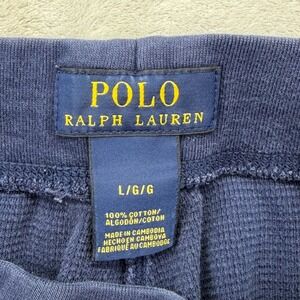 POLO
RALPH LAUREN
L/G/G
100% COTTON/
ALGODÓN/COTON
MADE IN CAMBODIA
HECHO EN CAMBOYA
FABRIQUÉ AU CAMBODGE